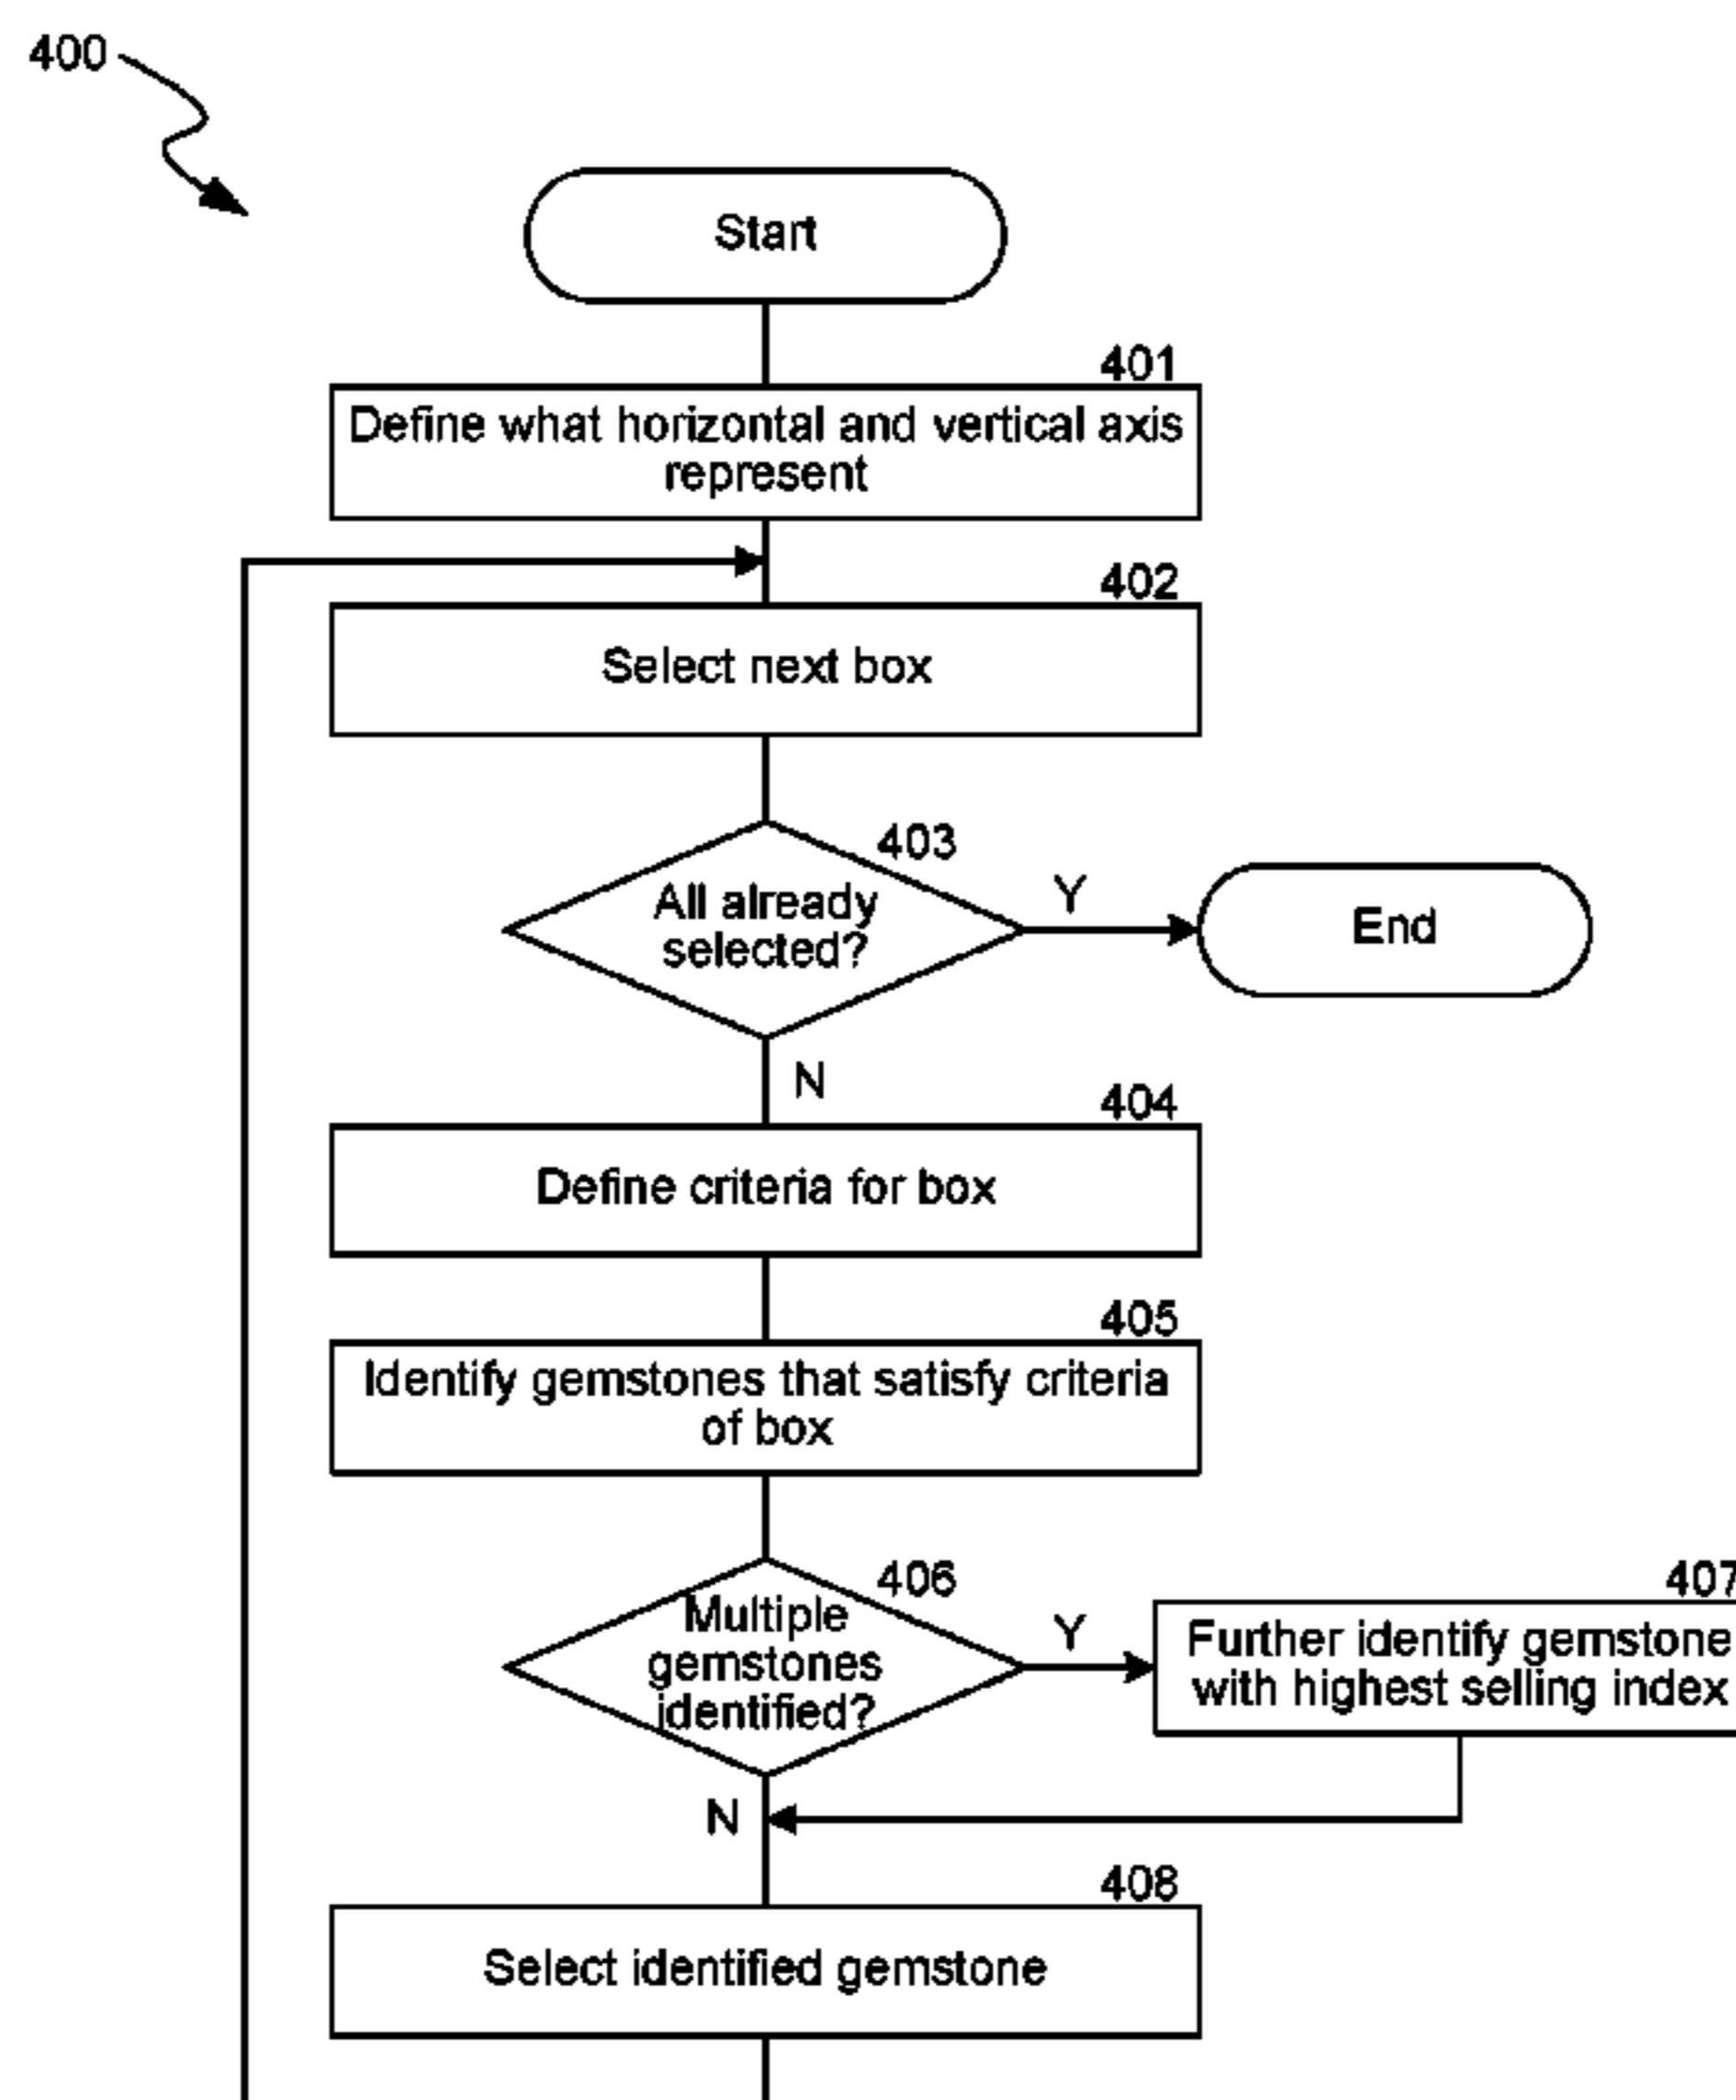 400
Start
401
Define what horizontal and vertical axis
represent
402
Select next box
403
All already
selected?
Y
End
N
404
Define criteria for box
405
Identify gemstones that satisfy criteria
of box
406
Multiple
gemstones
identified?
Y
407
Further identify gemstone
with highest selling index
N
408
Select identified gemstone